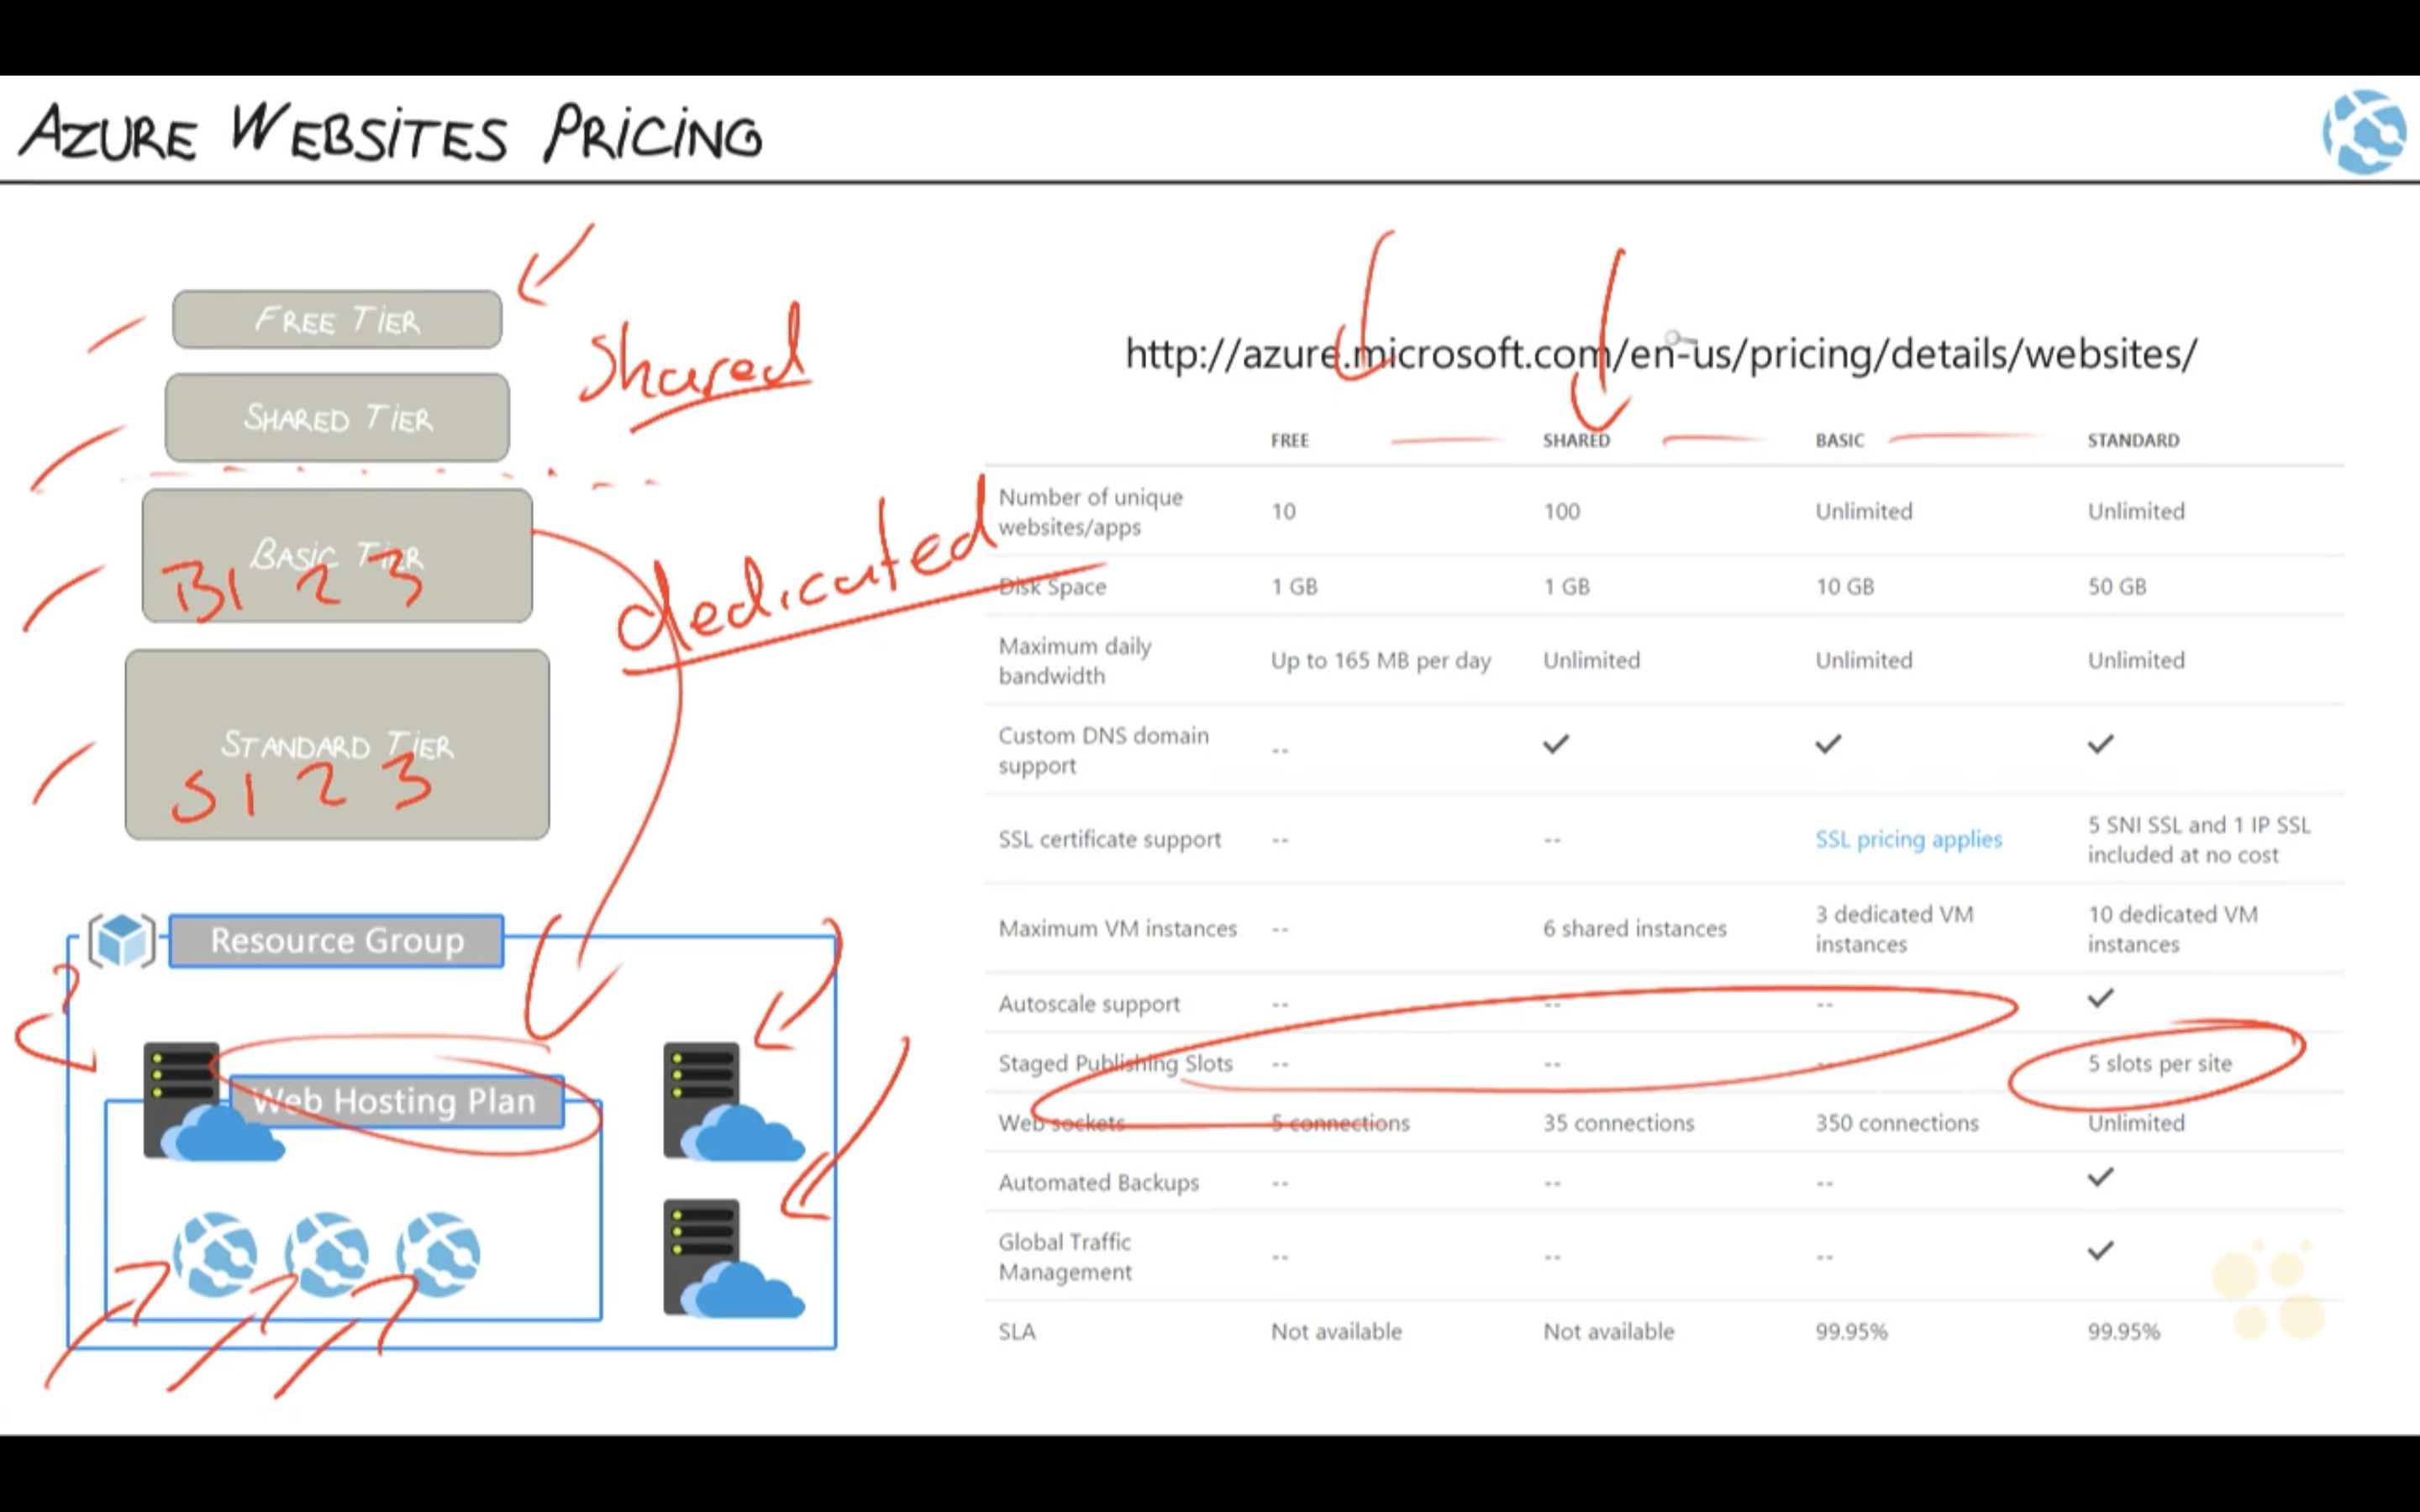 AZURE WEBSITES PRICING
FREE TIER
SHARED TIER
Shared
BASIC TIER
B1 2 3
dedicated
STANDARD TIER
S1 2 3
Resource Group
Web Hosting Plan
http://azure.microsoft.com/en-us/pricing/details/websites/
FREE SHARED BASIC STANDARD
Number of unique websites/apps 10 100 Unlimited Unlimited
Disk Space 1 GB 1 GB 10 GB 50 GB
Maximum daily bandwidth Up to 165 MB per day Unlimited Unlimited Unlimited
Custom DNS domain support -- ✓ ✓ ✓
SSL certificate support -- -- SSL pricing applies 5 SNI SSL and 1 IP SSL included at no cost
Maximum VM instances -- 6 shared instances 3 dedicated VM instances 10 dedicated VM instances
Autoscale support -- -- -- ✓
Staged Publishing Slots -- -- -- 5 slots per site
Web sockets 5 connections 35 connections 350 connections Unlimited
Automated Backups -- -- -- ✓
Global Traffic Management -- -- -- ✓
SLA Not available Not available 99.95% 99.95%